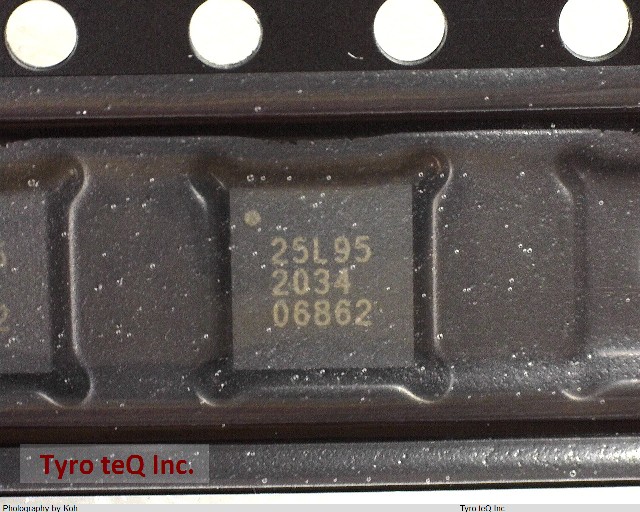 25L95
2034
06862
Tyro teQ Inc.
Photography by Koh
Tyro teQ Inc